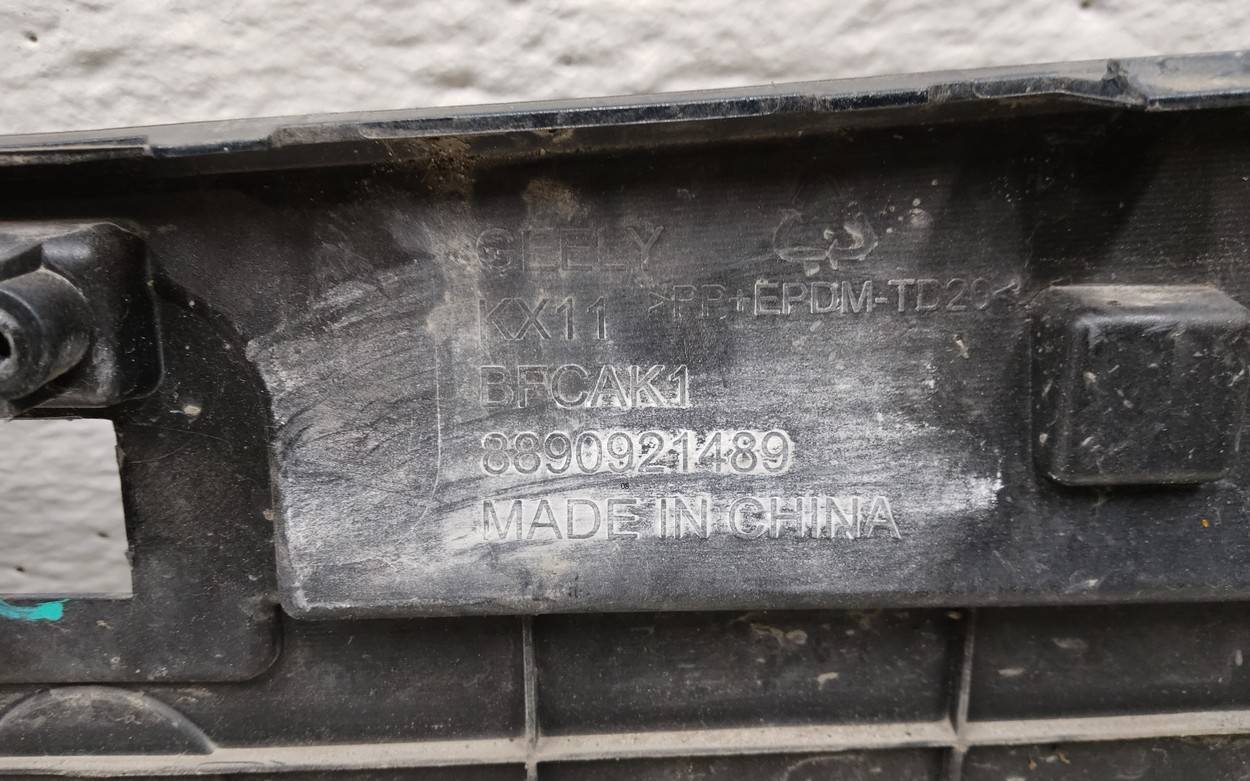 GEELY
KX11 >PP+EPDM-TD20<
BFCAK1
8890921489
MADE IN CHINA